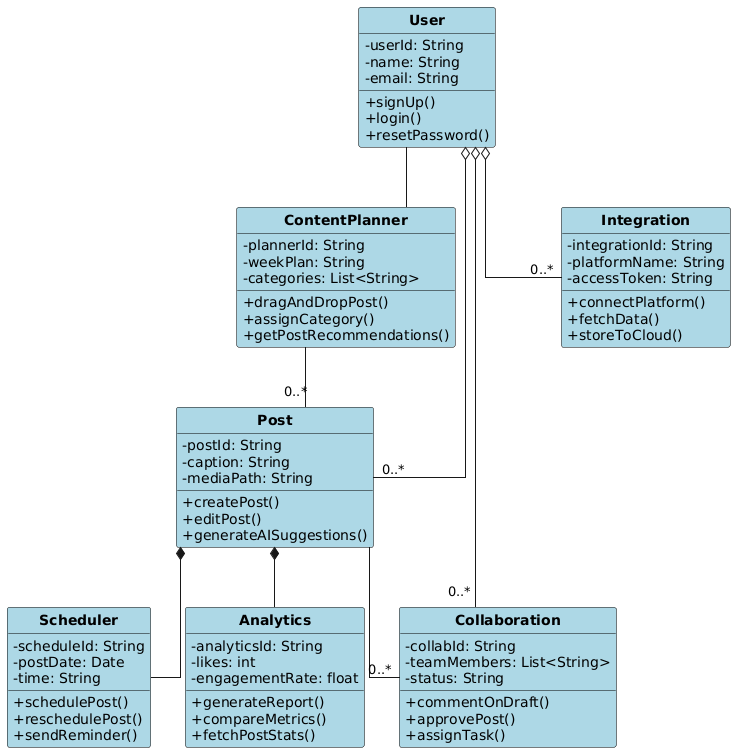 User
-userId: String
-name: String
-email: String
+signUp()
+login()
+resetPassword()
ContentPlanner
-plannerId: String
-weekPlan: String
-categories: List<String>
+dragAndDropPost()
+assignCategory()
+getPostRecommendations()
Integration
-integrationId: String
-platformName: String
-accessToken: String
+connectPlatform()
+fetchData()
+storeToCloud()
0..*
0..*
Post
-postId: String
-caption: String
-mediaPath: String
+createPost()
+editPost()
+generateAISuggestions()
0..*
0..*
Scheduler
-scheduleId: String
-postDate: Date
-time: String
+schedulePost()
+reschedulePost()
+sendReminder()
Analytics
-analyticsId: String
-likes: int
-engagementRate: float
+generateReport()
+compareMetrics()
+fetchPostStats()
0..*
Collaboration
-collabId: String
-teamMembers: List<String>
-status: String
+commentOnDraft()
+approvePost()
+assignTask()